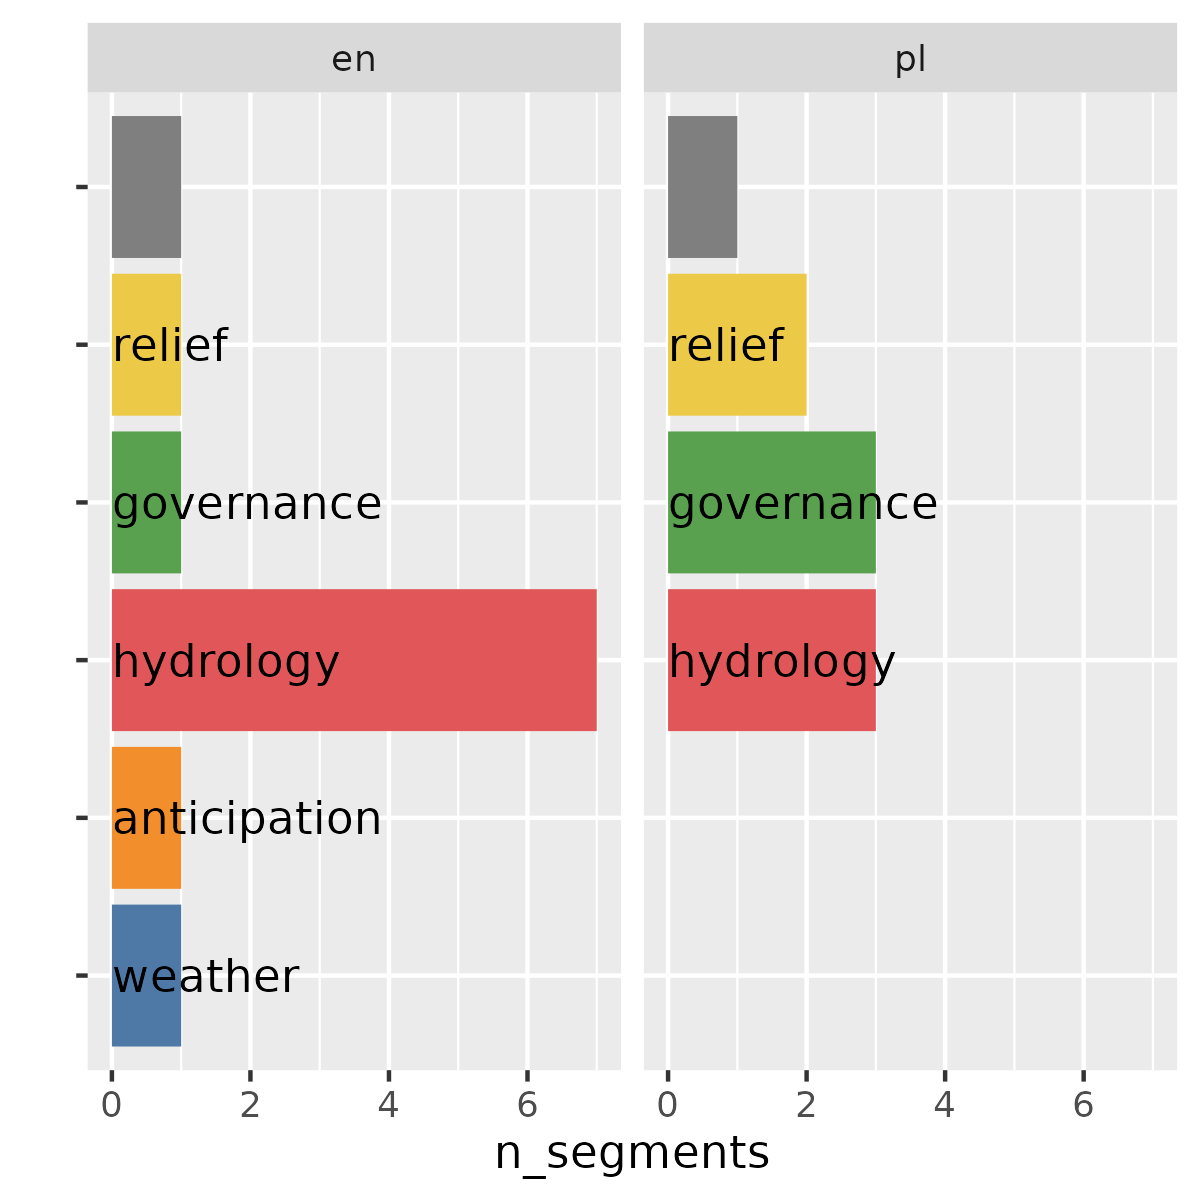 en
pl
relief
relief
governance
governance
hydrology
hydrology
anticipation
weather
0 2 4 6
0 2 4 6
n_segments